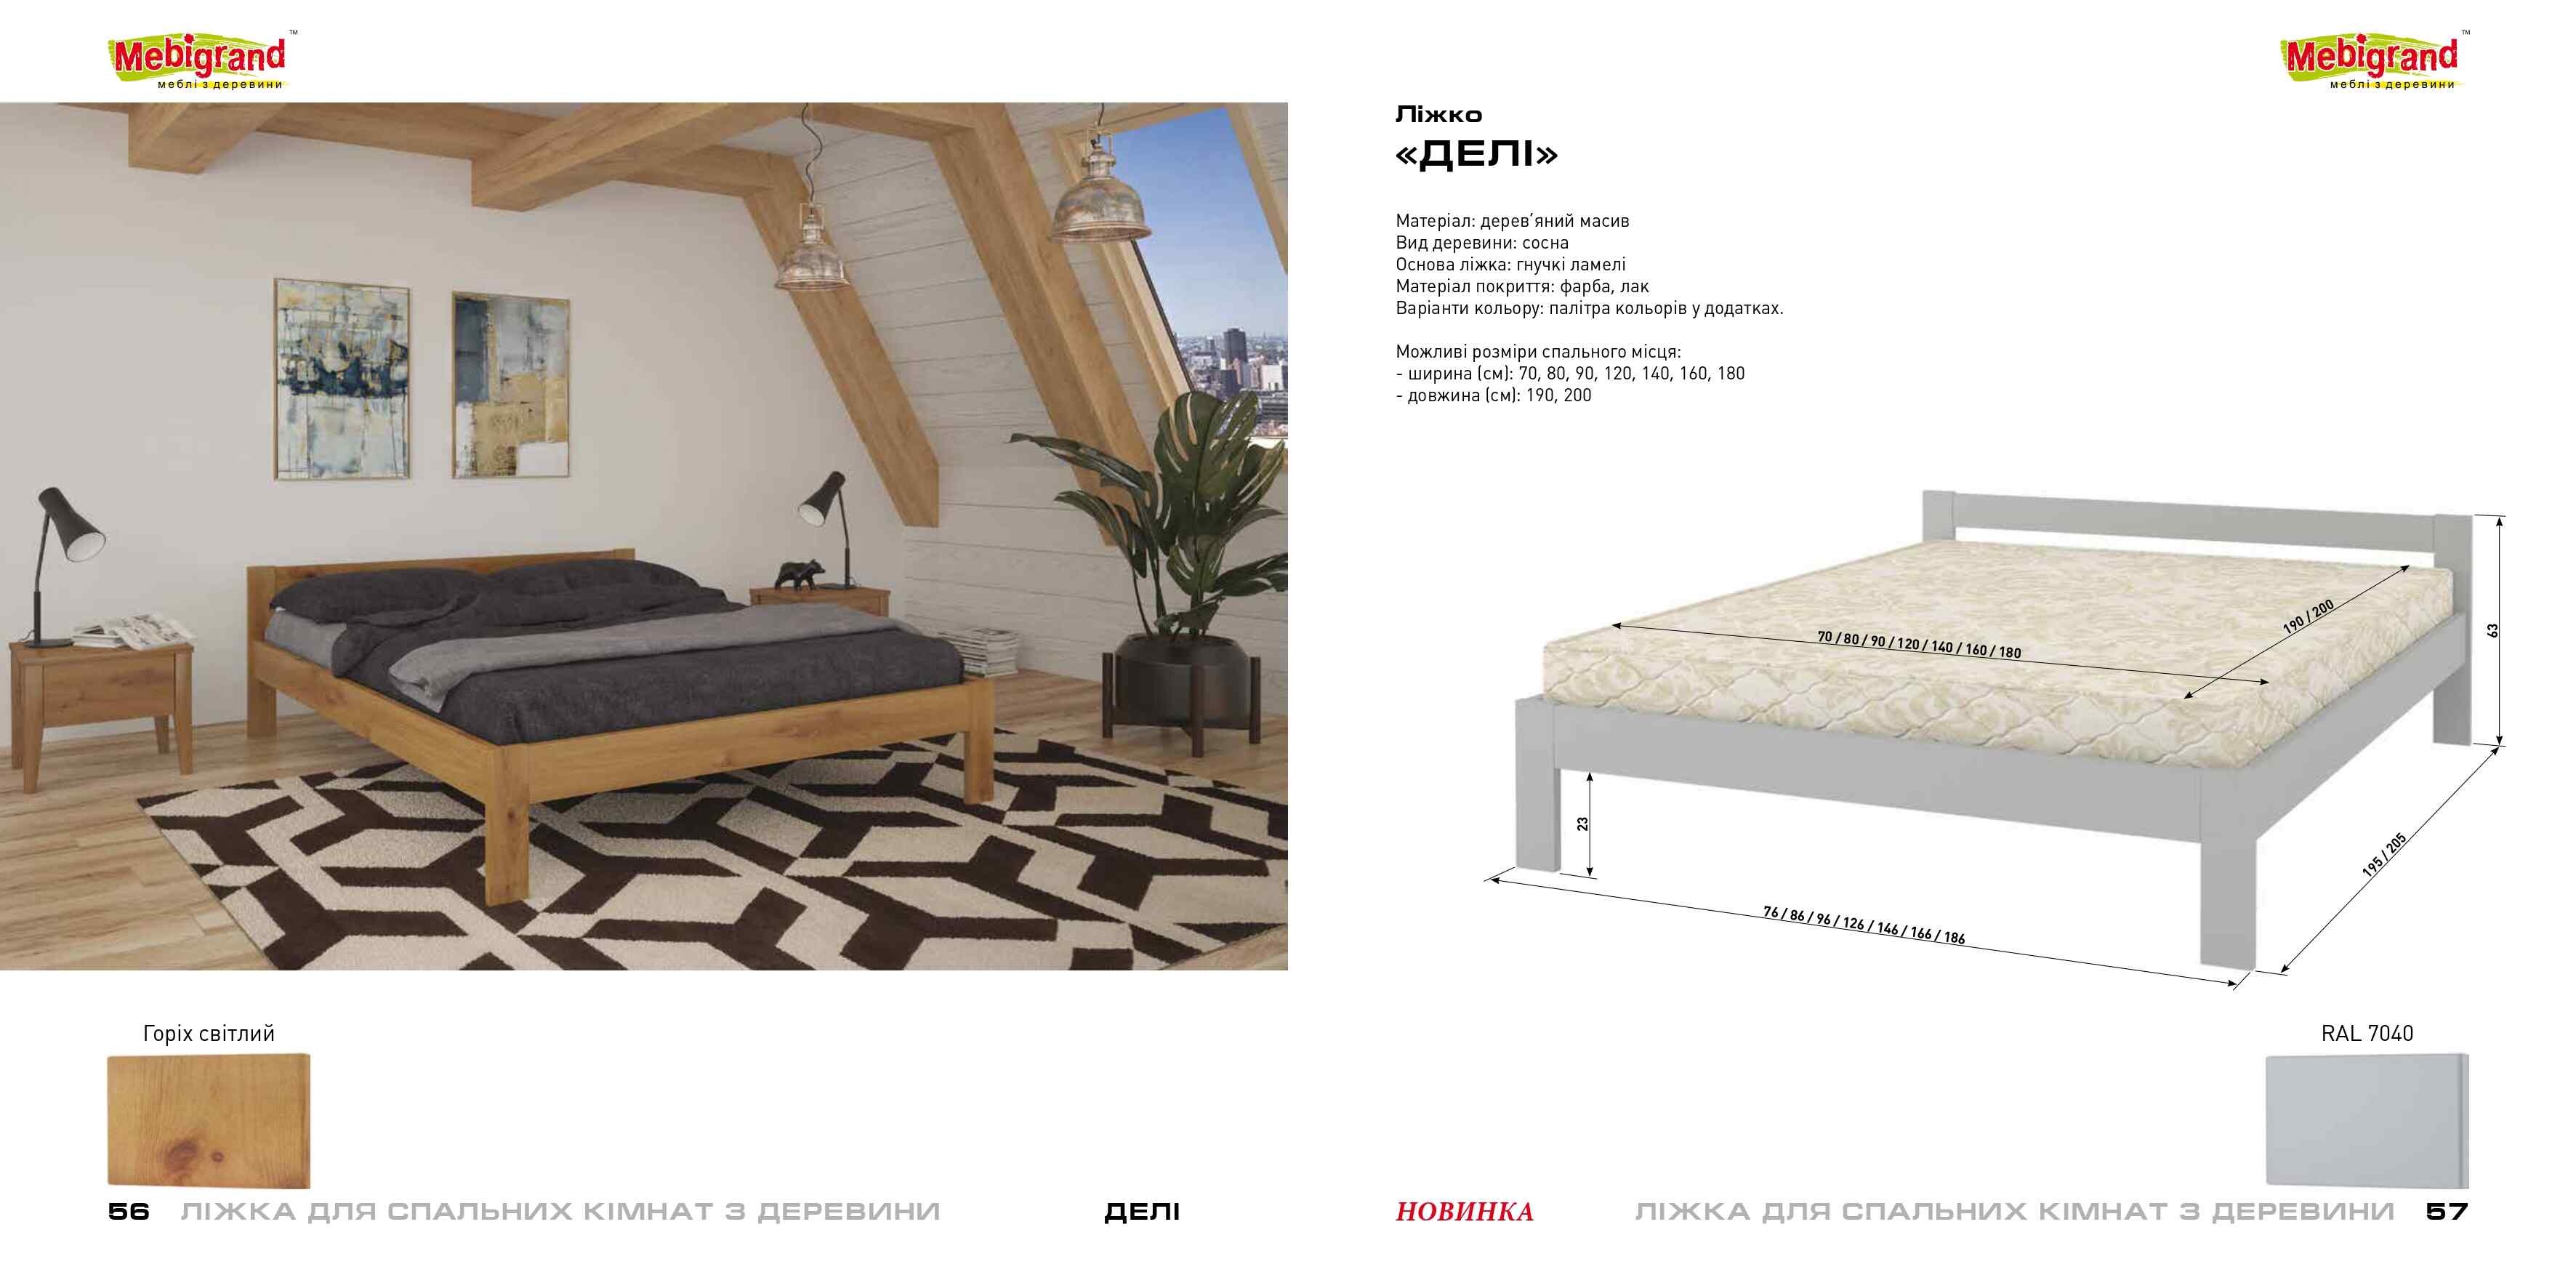 Mebigrand TM
меблі з деревини
Горіх світлий
56 ЛІЖКА ДЛЯ СПАЛЬНИХ КІМНАТ З ДЕРЕВИНИ ДЕЛІ
Mebigrand TM
меблі з деревини
Ліжко
«ДЕЛІ»
Матеріал: дерев’яний масив
Вид деревини: сосна
Основа ліжка: гнучкі ламелі
Матеріал покриття: фарба, лак
Варіанти кольору: палітра кольорів у додатках.
Можливі розміри спального місця:
- ширина (см): 70, 80, 90, 120, 140, 160, 180
- довжина (см): 190, 200
190 / 200
70 / 80 / 90 / 120 / 140 / 160 / 180
63
23
195 / 205
76 / 86 / 96 / 126 / 146 / 166 / 186
RAL 7040
НОВИНКА ЛІЖКА ДЛЯ СПАЛЬНИХ КІМНАТ З ДЕРЕВИНИ 57